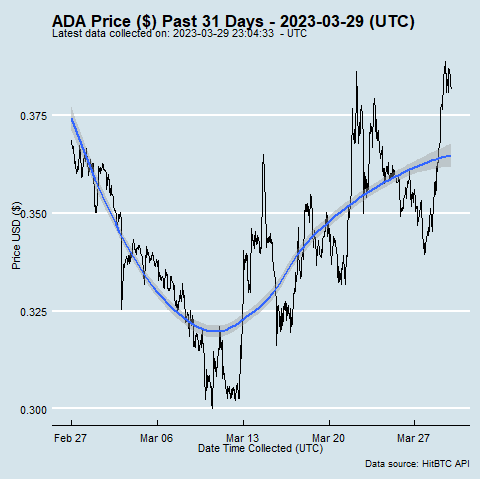 ADA Price ($) Past 31 Days - 2023-03-29 (UTC)
Latest data collected on: 2023-03-29 23:04:33  - UTC
Price USD ($)
0.375
0.350
0.325
0.300
Feb 27 Mar 06 Mar 13 Mar 20 Mar 27
Date Time Collected (UTC)
Data source: HitBTC API